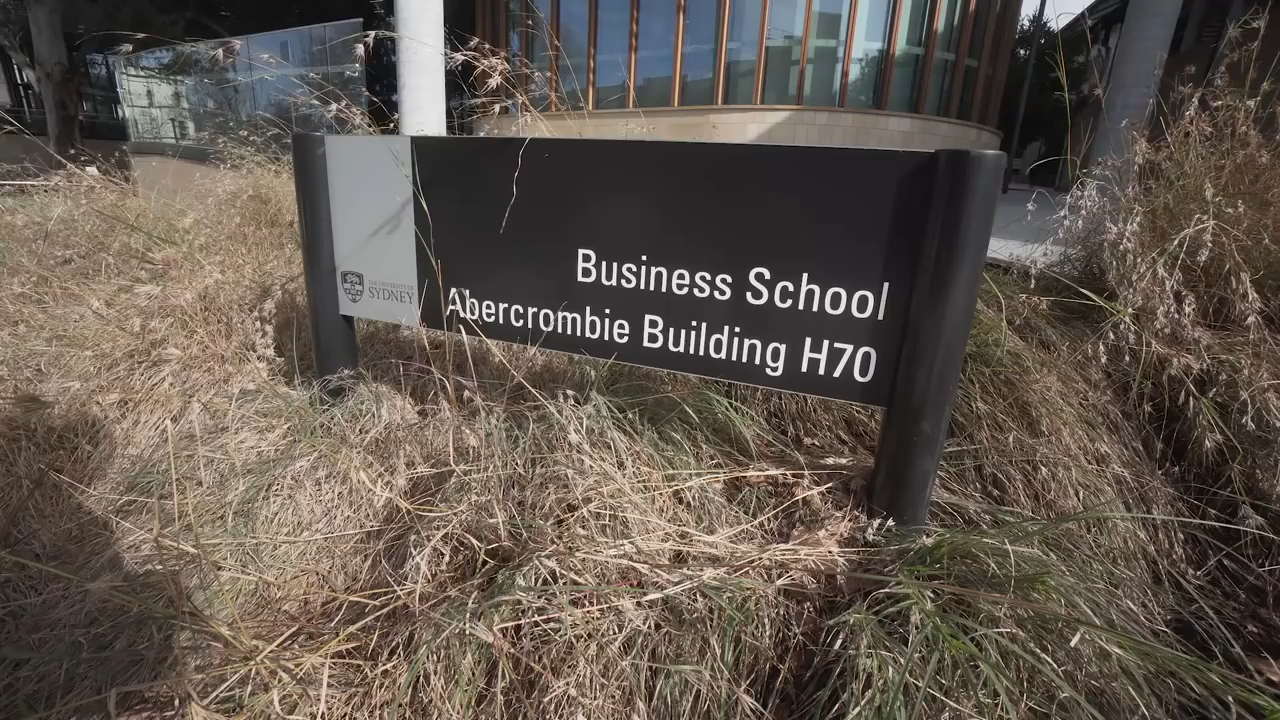 THE UNIVERSITY OF
SYDNEY
Business School
Abercrombie Building H70